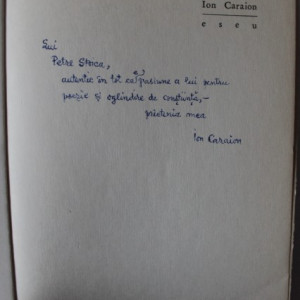 Ion Caraion
eseu
Lui
Petre Stoica,
autentic în tot ca pasiune a lui pentru
poezie și oglindire de conștiință, –
prietenia mea
Ion Caraion